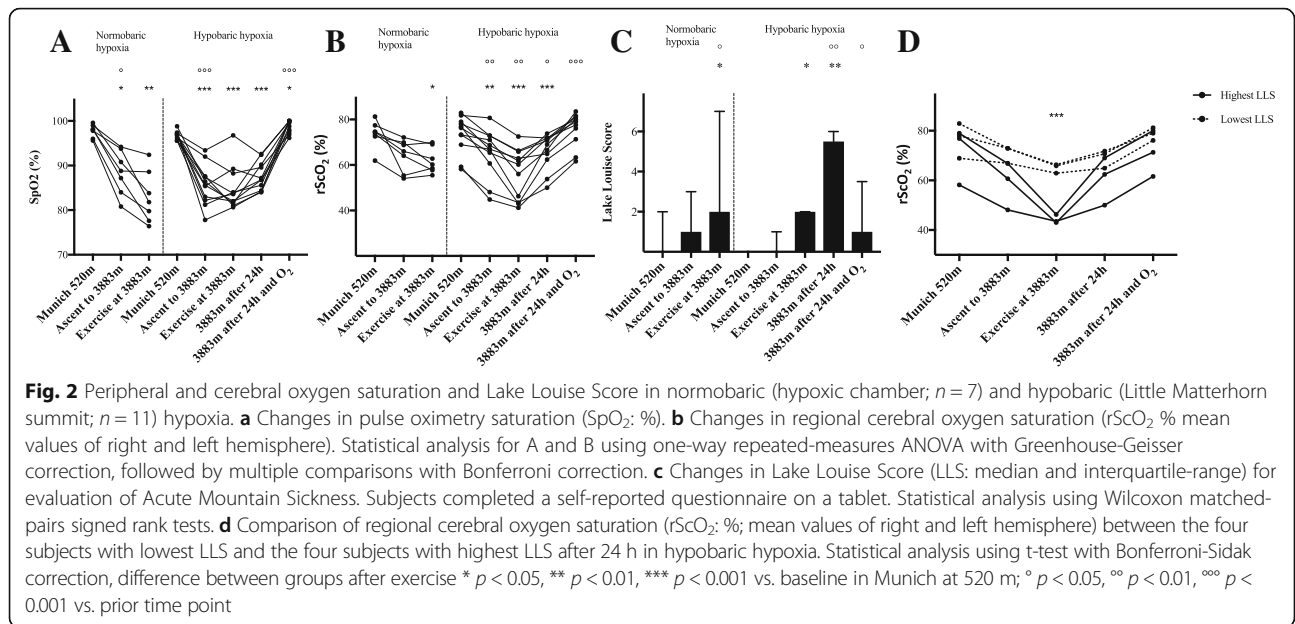 A
Normobaric
hypoxia
Hypobaric hypoxia
° °°° °°°
* ** *** *** *** *
SpO2 (%)
100
90
80
70
Munich 520m
Ascent to 3883m
Exercise at 3883m
Munich 520m
Ascent to 3883m
Exercise at 3883m
3883m after 24h
3883m after 24h and O2
B
Normobaric
hypoxia
Hypobaric hypoxia
°° °° ° °°°
* ** *** ***
rScO2 (%)
80
60
40
Munich 520m
Ascent to 3883m
Exercise at 3883m
Munich 520m
Ascent to 3883m
Exercise at 3883m
3883m after 24h
3883m after 24h and O2
C
Normobaric
hypoxia
Hypobaric hypoxia
° °° °
* * **
Lake Louise Score
6
4
2
Munich 520m
Ascent to 3883m
Exercise at 3883m
Munich 520m
Ascent to 3883m
Exercise at 3883m
3883m after 24h
3883m after 24h and O2
D
***
rScO2 (%)
80
60
40
Munich 520m
Ascent to 3883m
Exercise at 3883m
3883m after 24h
3883m after 24h and O2
Highest LLS
Lowest LLS
Fig. 2 Peripheral and cerebral oxygen saturation and Lake Louise Score in normobaric (hypoxic chamber; n = 7) and hypobaric (Little Matterhorn
summit; n = 11) hypoxia. a Changes in pulse oximetry saturation (SpO2: %). b Changes in regional cerebral oxygen saturation (rScO2 % mean
values of right and left hemisphere). Statistical analysis for A and B using one-way repeated-measures ANOVA with Greenhouse-Geisser
correction, followed by multiple comparisons with Bonferroni correction. c Changes in Lake Louise Score (LLS: median and interquartile-range) for
evaluation of Acute Mountain Sickness. Subjects completed a self-reported questionnaire on a tablet. Statistical analysis using Wilcoxon matched-
pairs signed rank tests. d Comparison of regional cerebral oxygen saturation (rScO2: %; mean values of right and left hemisphere) between the four
subjects with lowest LLS and the four subjects with highest LLS after 24 h in hypobaric hypoxia. Statistical analysis using t-test with Bonferroni-Sidak
correction, difference between groups after exercise * p < 0.05, ** p < 0.01, *** p < 0.001 vs. baseline in Munich at 520 m; ° p < 0.05, °° p < 0.01, °°° p <
0.001 vs. prior time point